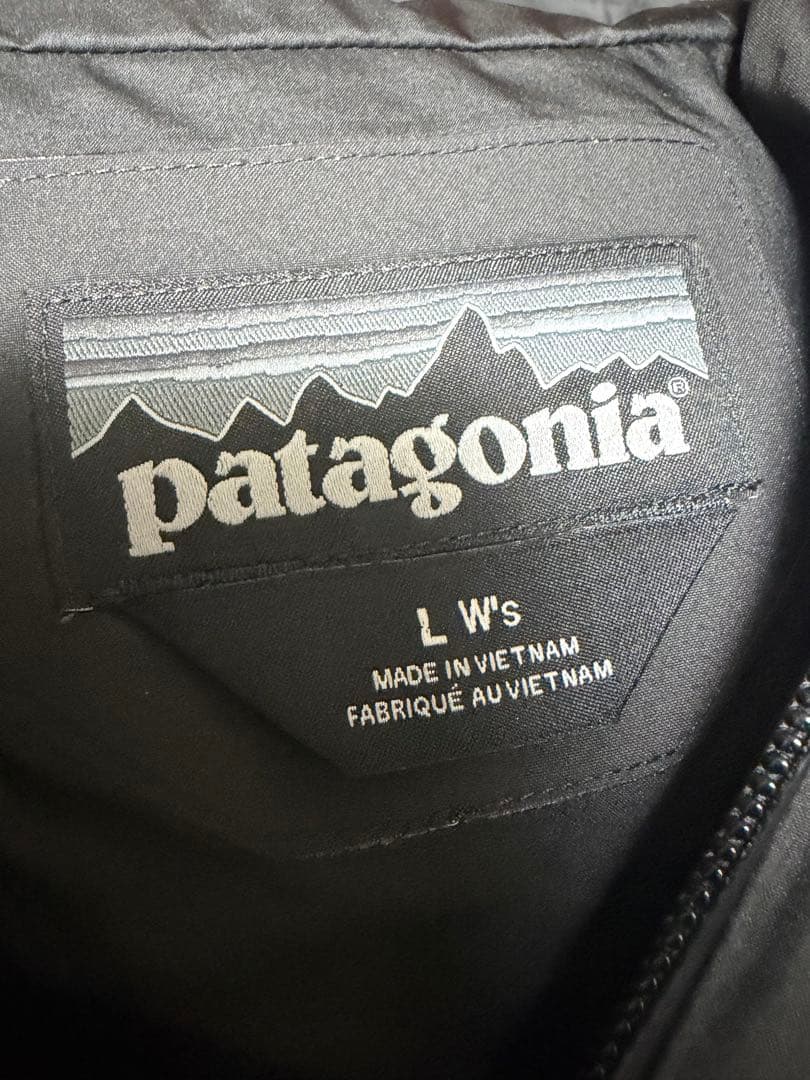 patagonia®
L W's
MADE IN VIETNAM
FABRIQUÉ AU VIETNAM